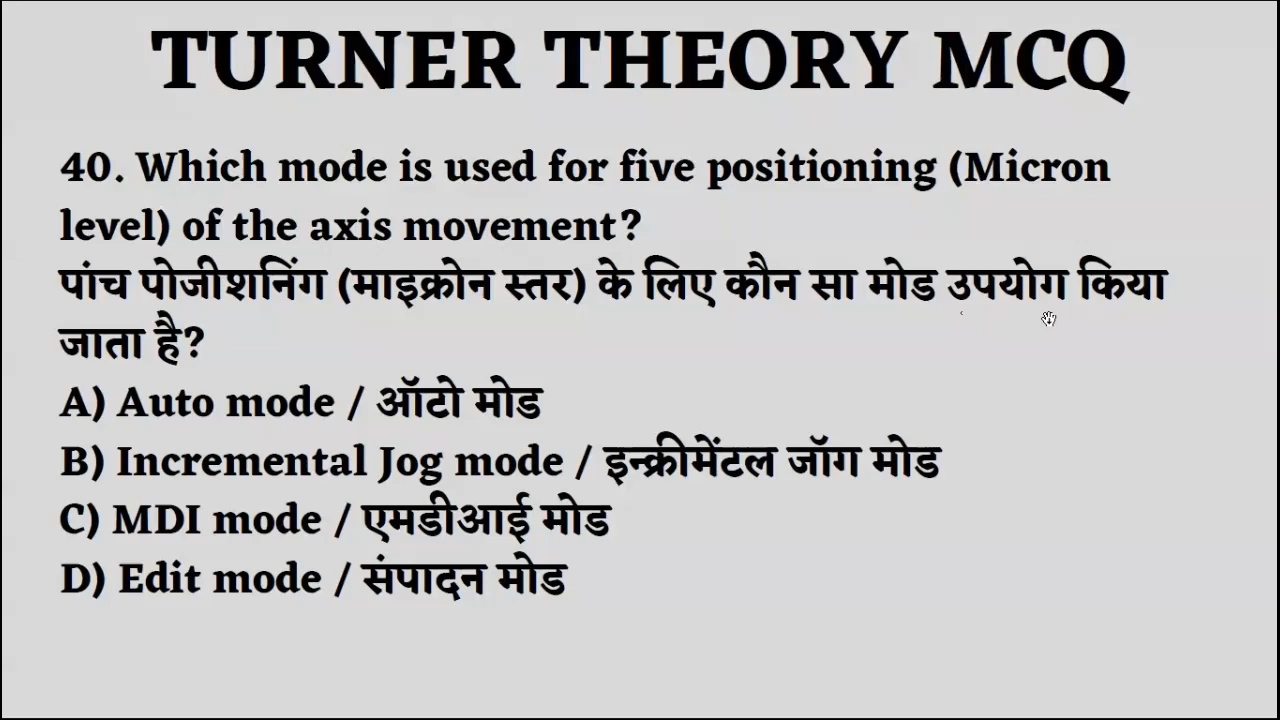 TURNER THEORY MCQ
40. Which mode is used for five positioning (Micron
level) of the axis movement?
पांच पोजीशनिंग (माइक्रोन स्तर) के लिए कौन सा मोड उपयोग किया
जाता है?
A) Auto mode / ऑटो मोड
B) Incremental Jog mode / इन्क्रीमेंटल जॉग मोड
C) MDI mode / एमडीआई मोड
D) Edit mode / संपादन मोड